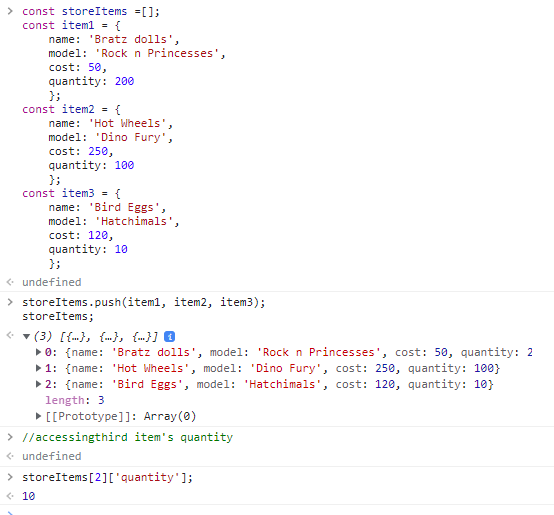 const storeItems =[];
const item1 = {
    name: 'Bratz dolls',
    model: 'Rock n Princesses',
    cost: 50,
    quantity: 200
    };
const item2 = {
    name: 'Hot Wheels',
    model: 'Dino Fury',
    cost: 250,
    quantity: 100
    };
const item3 = {
    name: 'Bird Eggs',
    model: 'Hatchimals',
    cost: 120,
    quantity: 10
    };
undefined
storeItems.push(item1, item2, item3);
storeItems;
(3) [{…}, {…}, {…}] i
0: {name: 'Bratz dolls', model: 'Rock n Princesses', cost: 50, quantity: 2
1: {name: 'Hot Wheels', model: 'Dino Fury', cost: 250, quantity: 100}
2: {name: 'Bird Eggs', model: 'Hatchimals', cost: 120, quantity: 10}
length: 3
[[Prototype]]: Array(0)
//accessingthird item's quantity
undefined
storeItems[2]['quantity'];
10